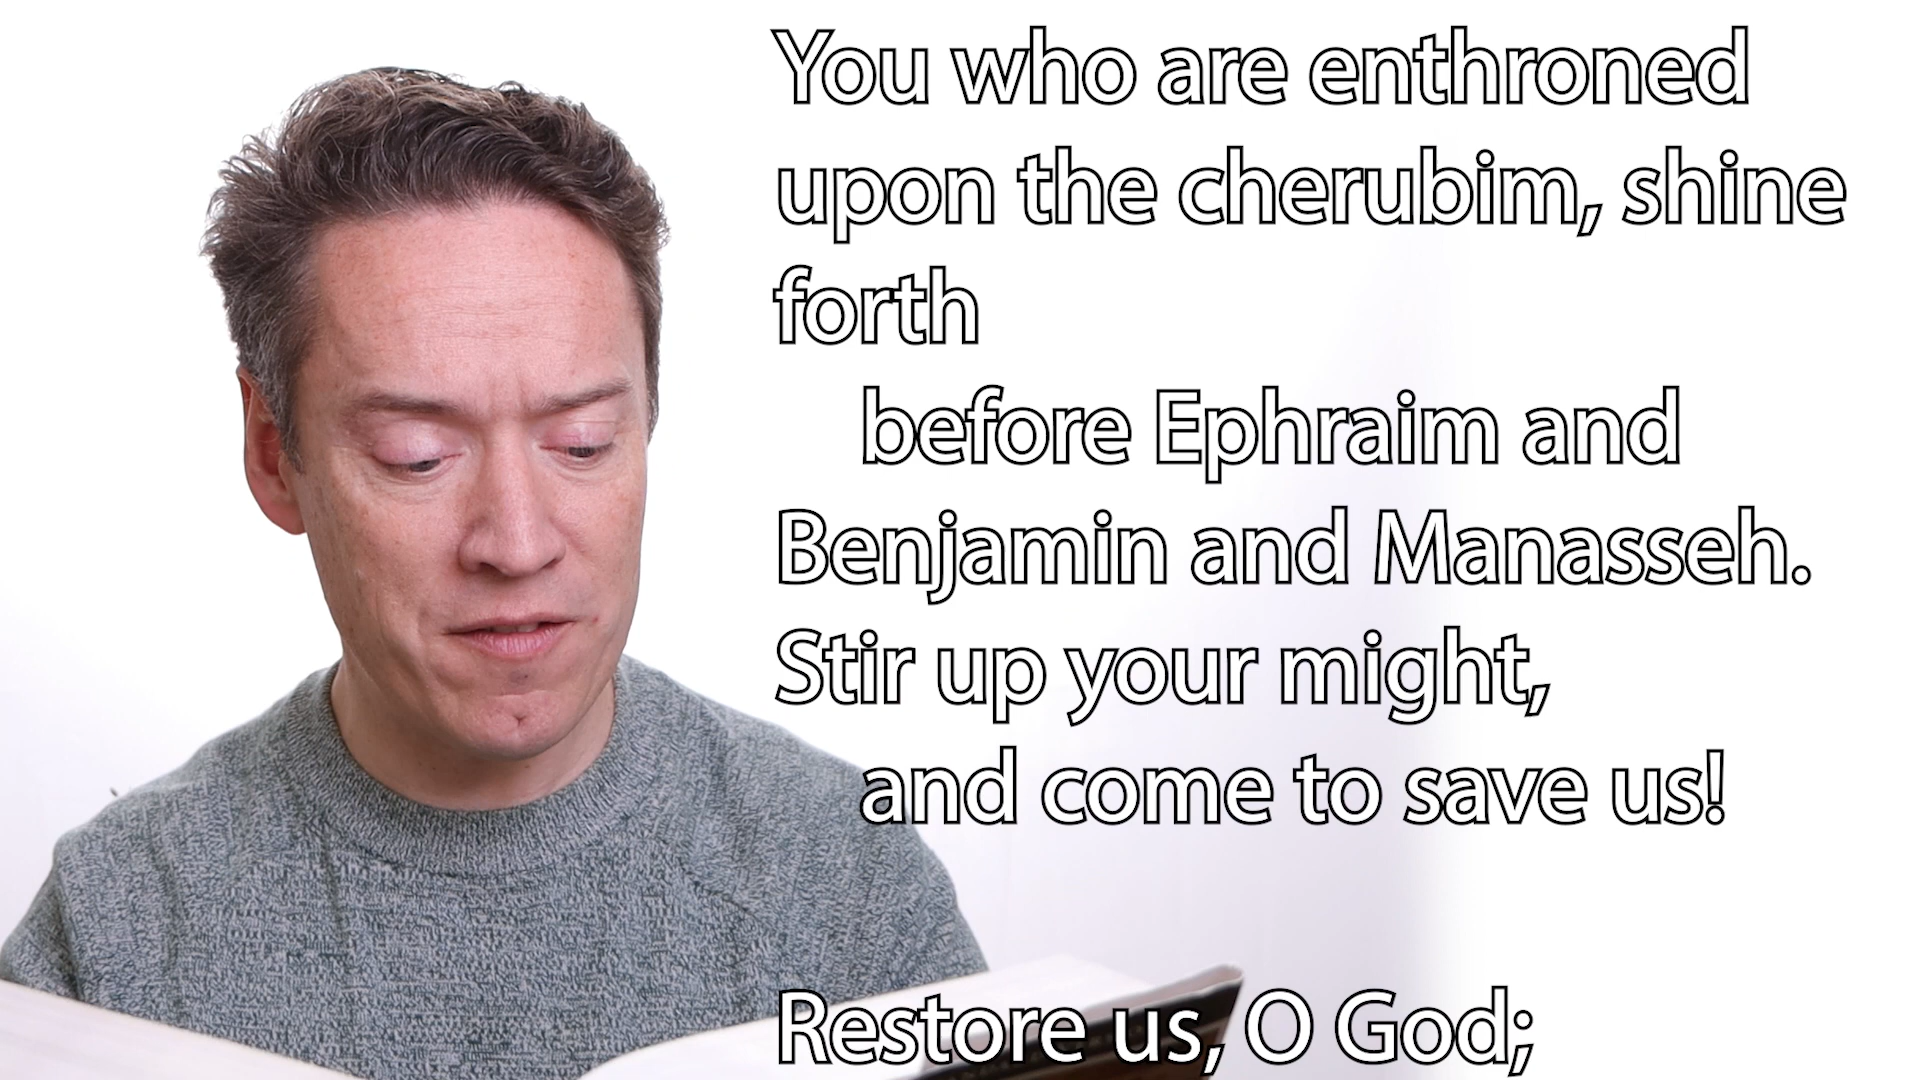 You who are enthroned
upon the cherubim, shine
forth
before Ephraim and
Benjamin and Manasseh.
Stir up your might,
and come to save us!
Restore us, O God;